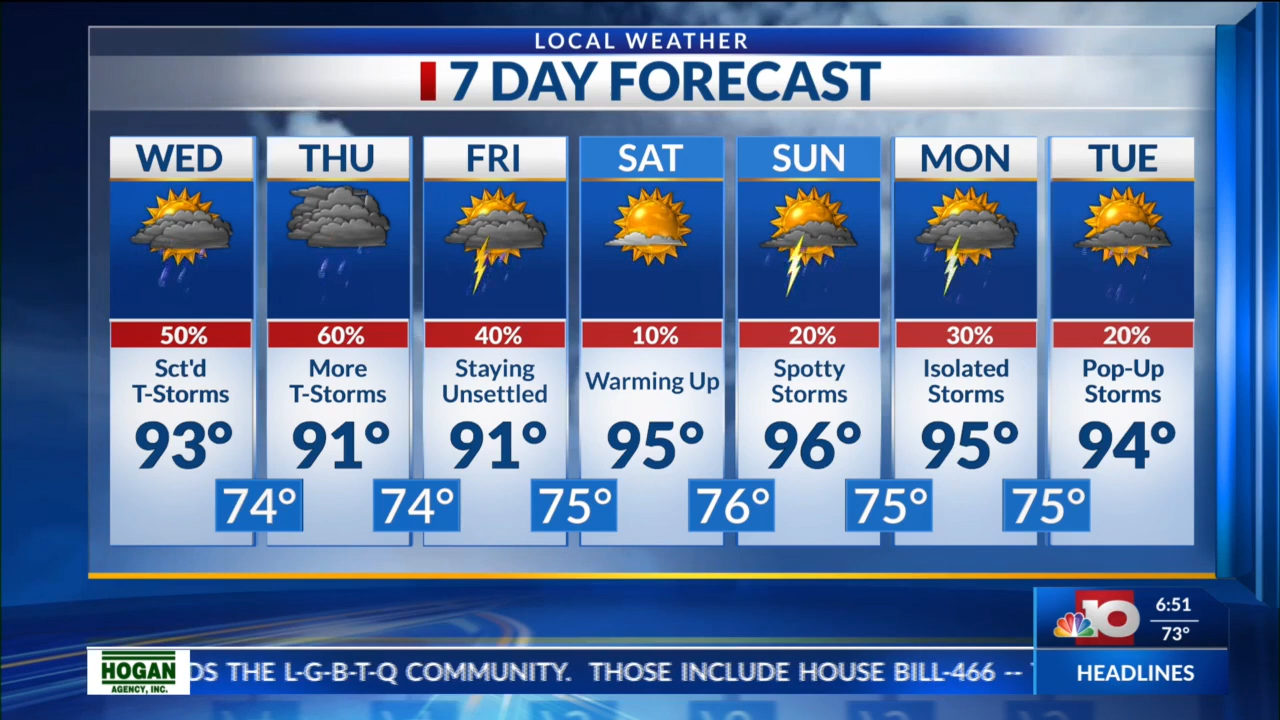 LOCAL WEATHER
7 DAY FORECAST
WED THU FRI SAT SUN MON TUE
50% 60% 40% 10% 20% 30% 20%
Sct'd
T-Storms
More
T-Storms
Staying
Unsettled
Warming Up
Spotty
Storms
Isolated
Storms
Pop-Up
Storms
93° 91° 91° 95° 96° 95° 94°
74° 74° 75° 76° 75° 75°
10
6:51
73°
HOGAN
AGENCY, INC.
DS THE L-G-B-T-Q COMMUNITY. THOSE INCLUDE HOUSE BILL-466 --
HEADLINES